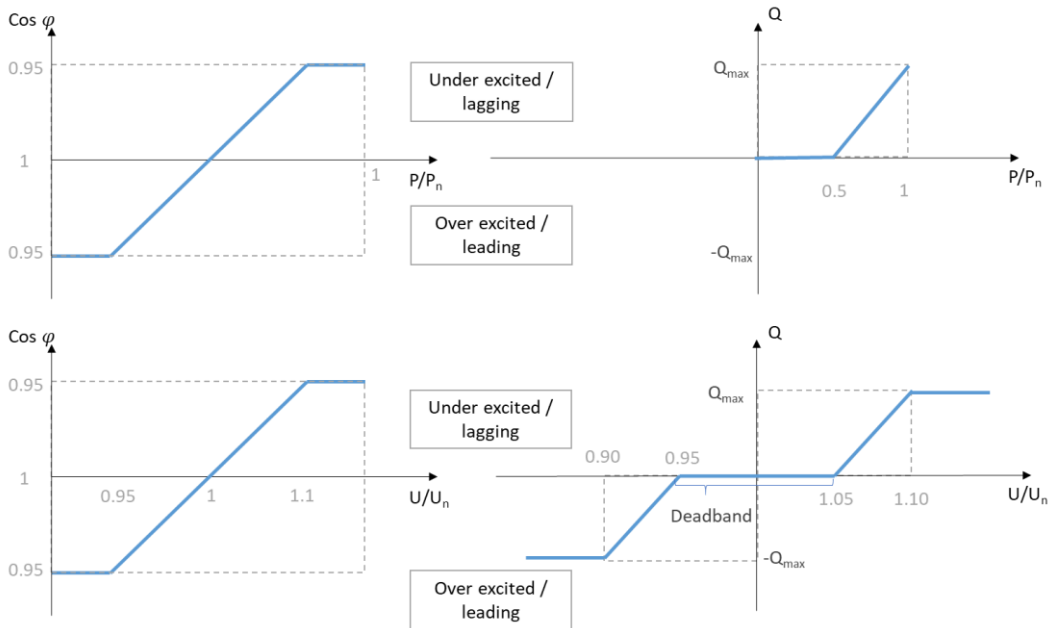 Cos φ
0.95
1
0.95
1
P/Pn
Under excited /
lagging
Over excited /
leading
Q
Qmax
0.5
1
P/Pn
-Qmax
Cos φ
0.95
1
0.95
0.95
1
1.1
U/Un
Under excited /
lagging
Over excited /
leading
Q
Qmax
0.90
0.95
Deadband
1.05
1.10
U/Un
-Qmax